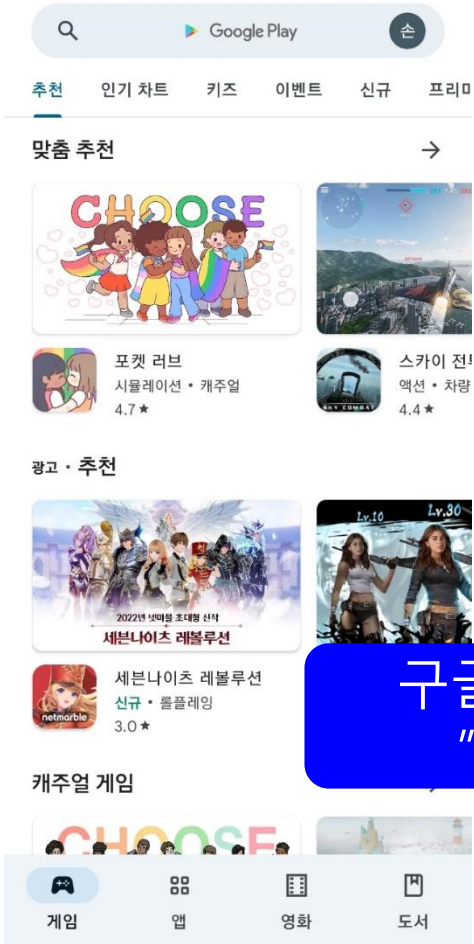 Google Play
손
추천 인기 차트 키즈 이벤트 신규 프리미
맞춤 추천
CHOOSE
포켓 러브
시뮬레이션 • 캐주얼
4.7 ★
SKY COMBAT
스카이 전투
액션 • 차량
4.4 ★
광고 • 추천
2022년 넷마블 초대형 신작
세븐나이츠 레볼루션
Lv.10 Lv.30
netmarble
세븐나이츠 레볼루션
신규 • 롤플레잉
3.0 ★
구글
"
캐주얼 게임
CHOOSE
게임 앱 영화 도서